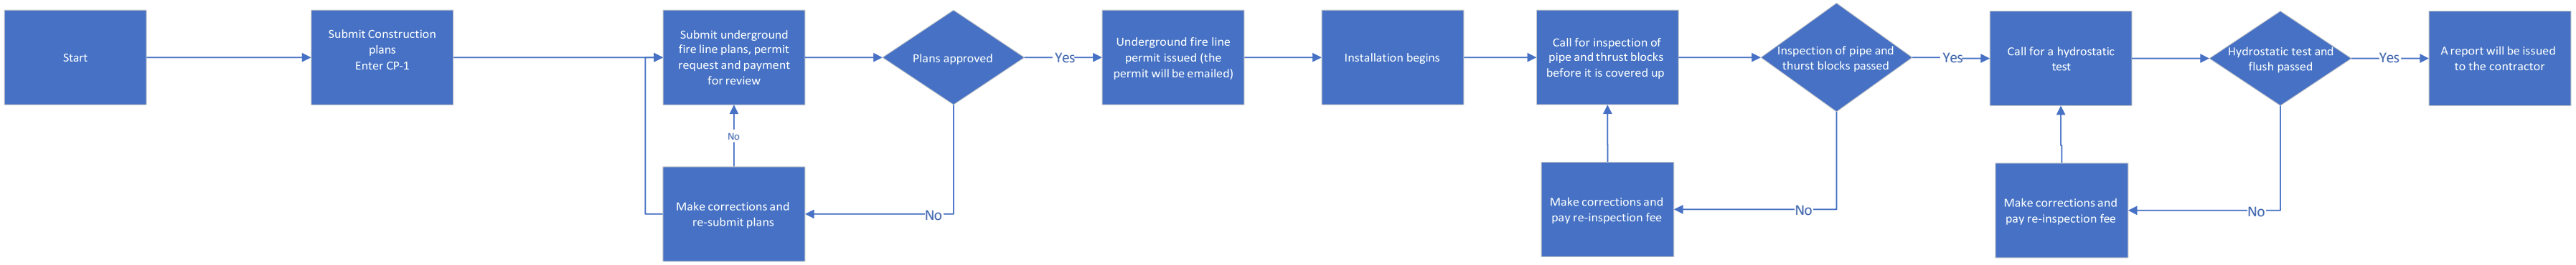 Start
Submit Construction
plans
Enter CP-1
Submit underground
fire line plans, permit
request and payment
for review
Plans approved
Yes
Underground fire line
permit issued (the
permit will be emailed)
Installation begins
Call for inspection of
pipe and thrust blocks
before it is covered up
Inspection of pipe and
thurst blocks passed
Yes
Call for a hydrostatic
test
Hydrostatic test and
flush passed
Yes
A report will be issued
to the contractor
No
Make corrections and
re-submit plans
No
Make corrections and
pay re-inspection fee
No
Make corrections and
pay re-inspection fee
No